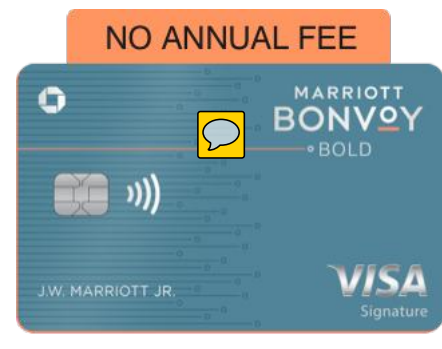 NO ANNUAL FEE
MARRIOTT
BONVOY
BOLD
J.W. MARRIOTT JR.
VISA
Signature